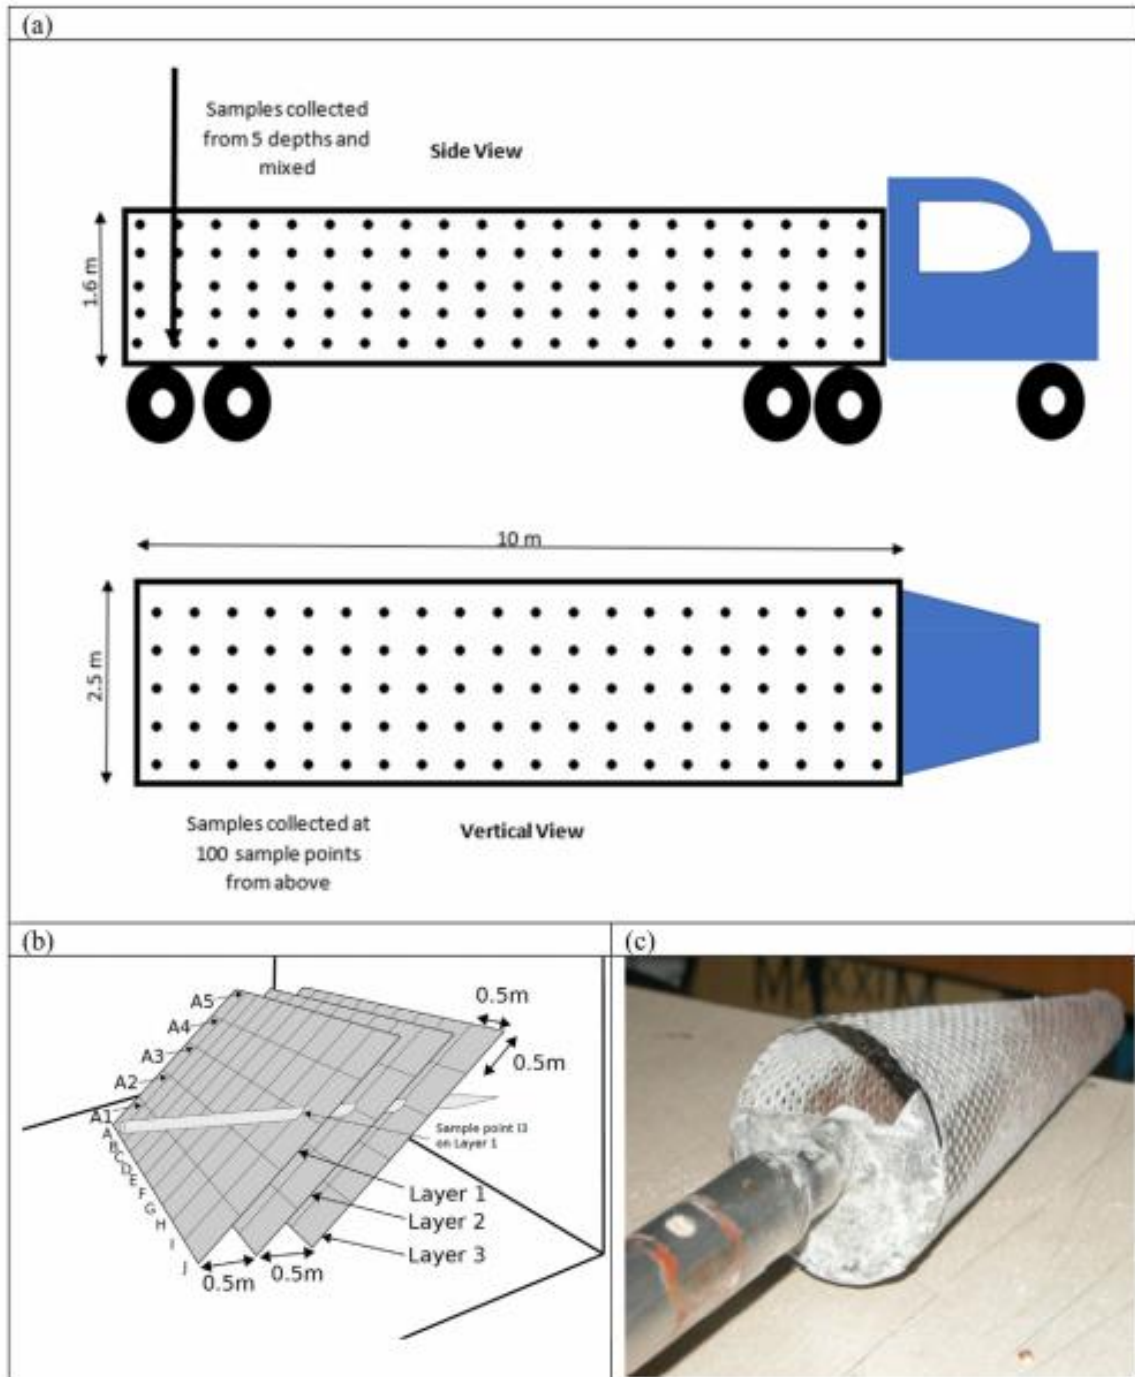 (a)
Samples collected
from 5 depths and
mixed
Side View
1.6 m
10 m
2.5 m
Samples collected at
100 sample points
from above
Vertical View
(b)
A5
A4
A3
A2
A1
A
B
C
D
E
F
G
H
I
J
0.5m
0.5m
Sample point I3
on Layer 1
Layer 1
Layer 2
Layer 3
0.5m
0.5m
(c)